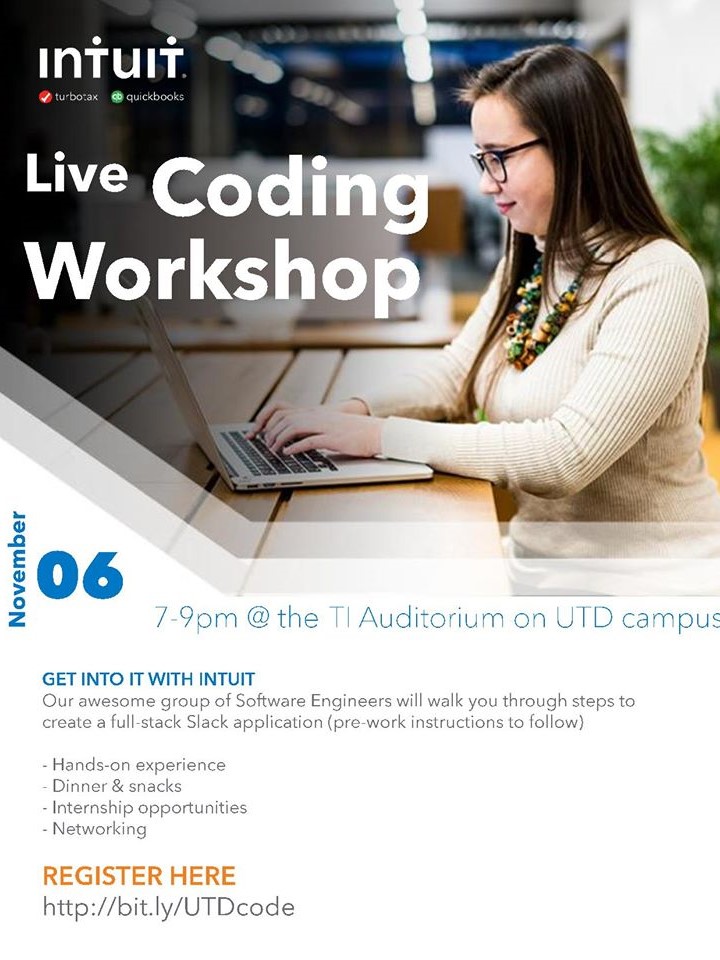 ıntuıt.
turbotax quickbooks
Live Coding
Workshop
November
06
7-9pm @ the TI Auditorium on UTD campus
GET INTO IT WITH INTUIT
Our awesome group of Software Engineers will walk you through steps to
create a full-stack Slack application (pre-work instructions to follow)
- Hands-on experience
- Dinner & snacks
- Internship opportunities
- Networking
REGISTER HERE
http://bit.ly/UTDcode